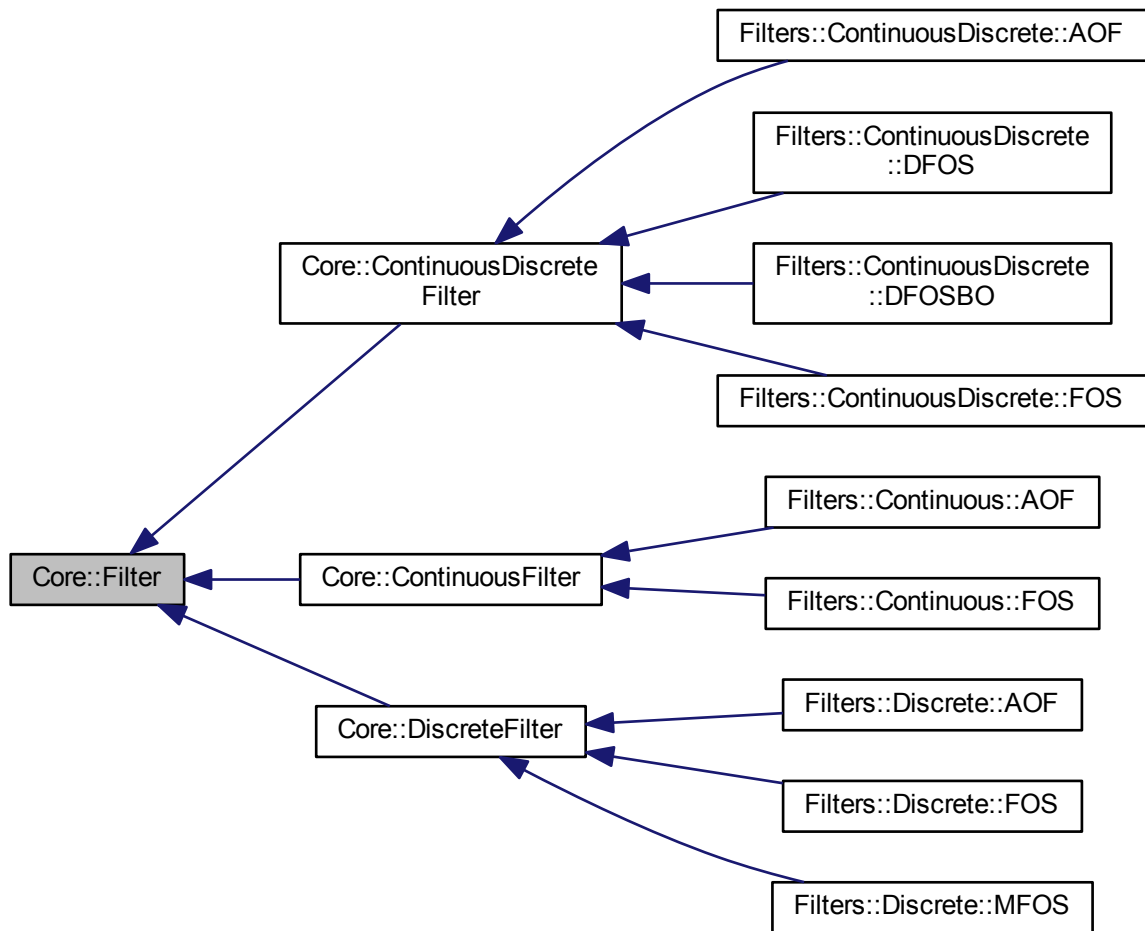 Filters::ContinuousDiscrete::AOF
Filters::ContinuousDiscrete
::DFOS
Core::ContinuousDiscrete
Filter
Filters::ContinuousDiscrete
::DFOSBO
Filters::ContinuousDiscrete::FOS
Filters::Continuous::AOF
Core::Filter
Core::ContinuousFilter
Filters::Continuous::FOS
Filters::Discrete::AOF
Core::DiscreteFilter
Filters::Discrete::FOS
Filters::Discrete::MFOS